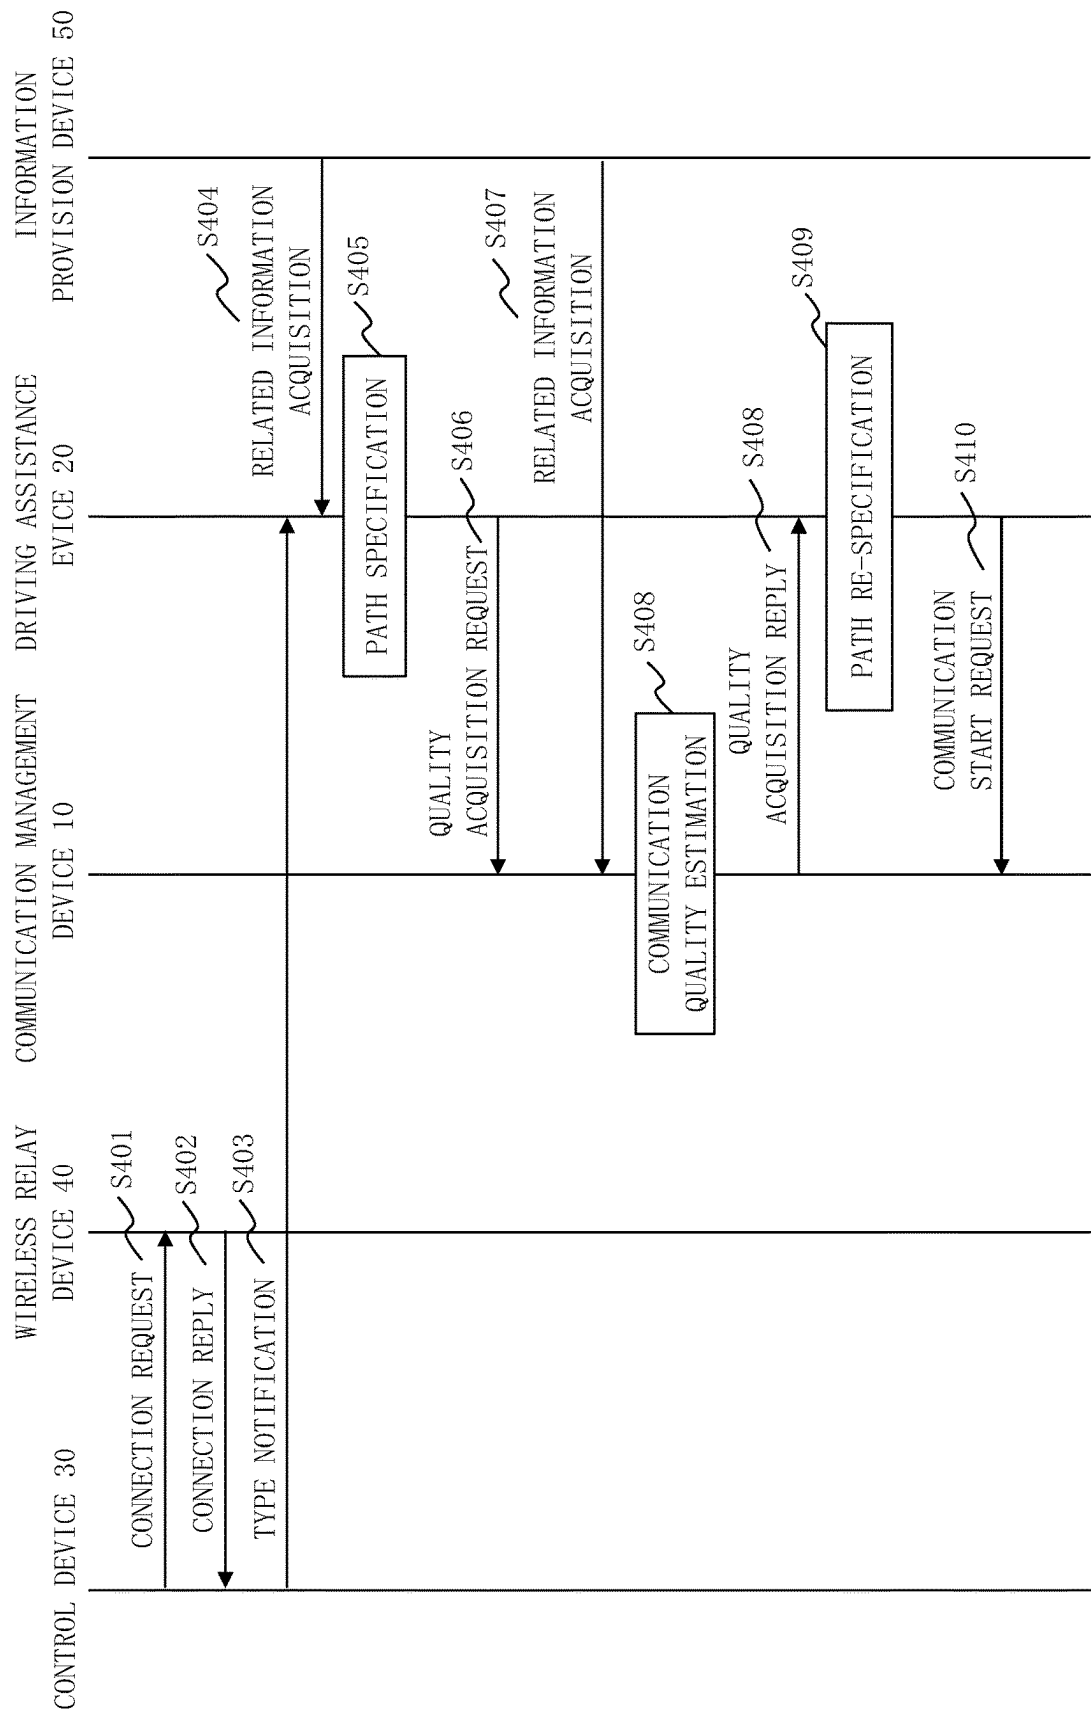 CONTROL DEVICE 30
WIRELESS RELAY
DEVICE 40
COMMUNICATION MANAGEMENT
DEVICE 10
DRIVING ASSISTANCE
EVICE 20
INFORMATION
PROVISION DEVICE 50
CONNECTION REQUEST
S401
CONNECTION REPLY
S402
TYPE NOTIFICATION
S403
S404
RELATED INFORMATION
ACQUISITION
PATH SPECIFICATION
S405
QUALITY
ACQUISITION REQUEST
S406
S407
RELATED INFORMATION
ACQUISITION
COMMUNICATION
QUALITY ESTIMATION
S408
QUALITY
ACQUISITION REPLY
S408
PATH RE-SPECIFICATION
S409
COMMUNICATION
START REQUEST
S410